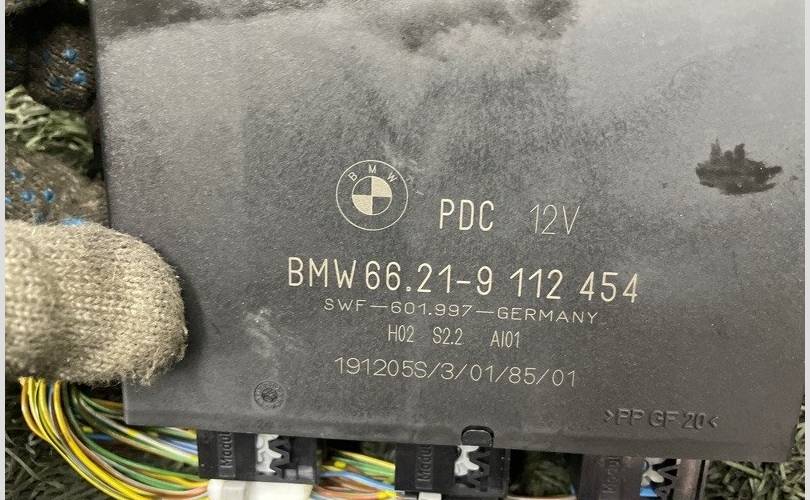 BMW
PDC 12V
BMW 66.21-9 112 454
SWF-601.997-GERMANY
H02 S2.2 AI01
191205S/3/01/85/01
>PP GF 20<
Modul